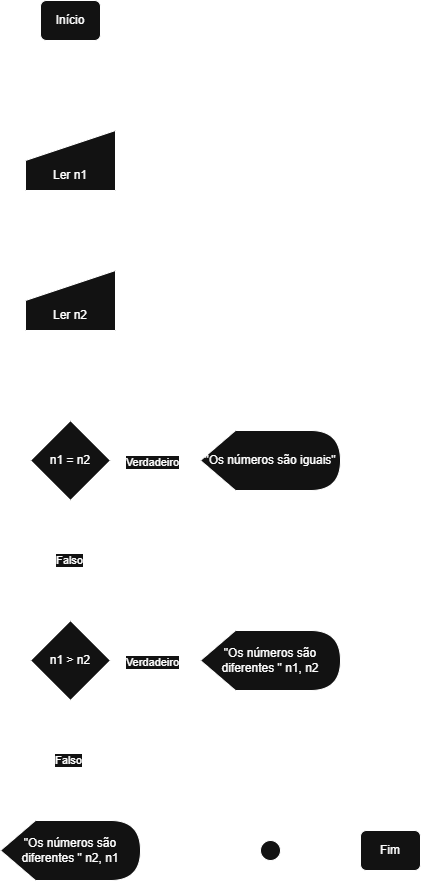 Início
Ler n1
Ler n2
n1 = n2
Verdadeiro
"Os números são iguais"
Falso
n1 > n2
Verdadeiro
"Os números são
diferentes " n1, n2
Falso
"Os números são
diferentes " n2, n1
Fim